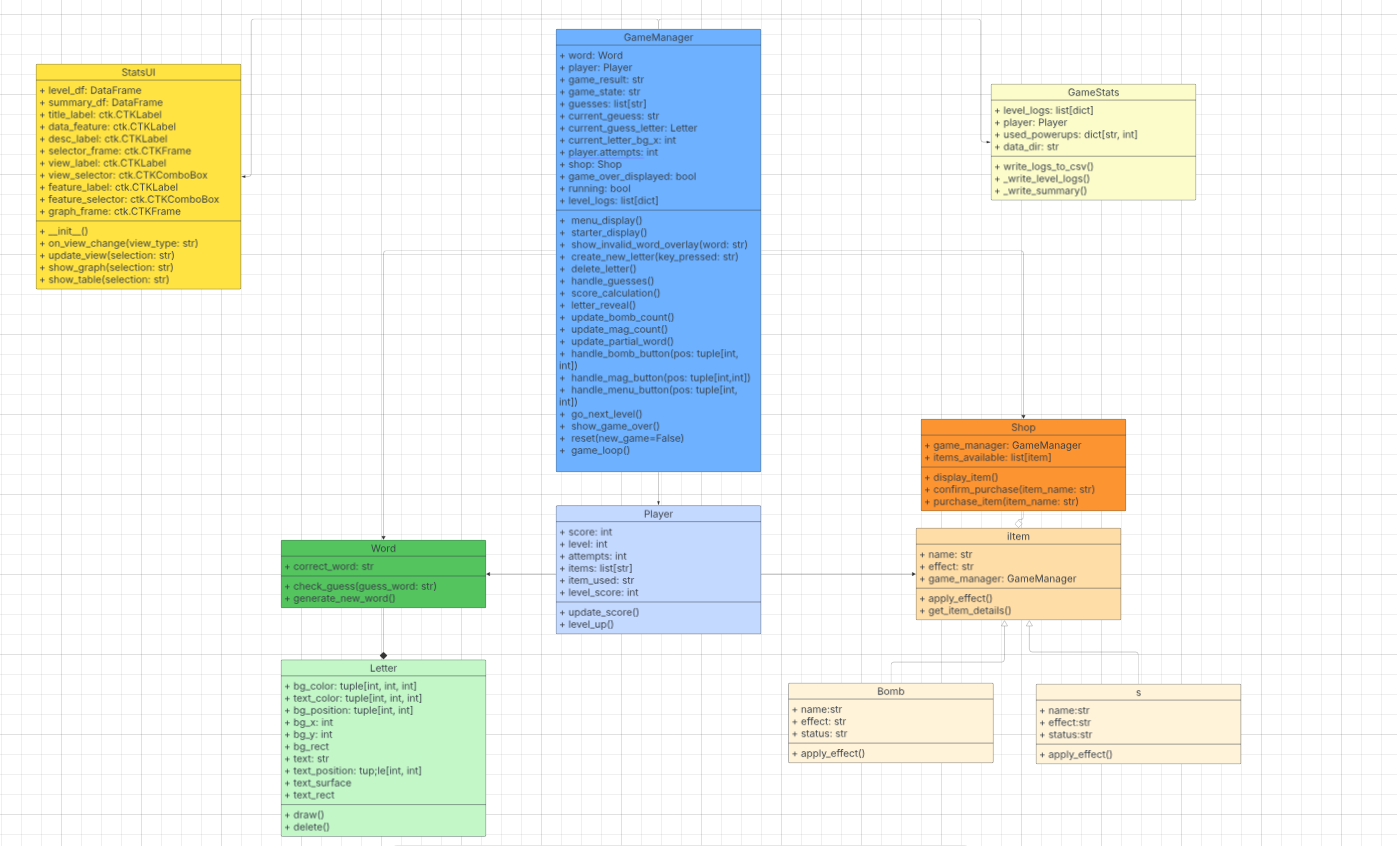 GameManager
+ word: Word
+ player: Player
+ game_result: str
+ game_state: str
+ guesses: list[str]
+ current_geuess: str
+ current_guess_letter: Letter
+ current_letter_bg_x: int
+ player.attempts: int
+ shop: Shop
+ game_over_displayed: bool
+ running: bool
+ level_logs: list[dict]
+ menu_display()
+ starter_display()
+ show_invalid_word_overlay(word: str)
+ create_new_letter(key_pressed: str)
+ delete_letter()
+ handle_guesses()
+ score_calculation()
+ letter_reveal()
+ update_bomb_count()
+ update_mag_count()
+ update_partial_word()
+ handle_bomb_button(pos: tuple[int,
int])
+ handle_mag_button(pos: tuple[int,int])
+ handle_menu_button(pos: tuple[int,
int])
+ go_next_level()
+ show_game_over()
+ reset(new_game=False)
+ game_loop()
StatsUI
+ level_df: DataFrame
+ summary_df: DataFrame
+ title_label: ctk.CTKLabel
+ data_feature: ctk.CTKLabel
+ desc_label: ctk.CTKLabel
+ selector_frame: ctk.CTKFrame
+ view_label: ctk.CTKLabel
+ view_selector: ctk.CTKComboBox
+ feature_label: ctk.CTKLabel
+ feature_selector: ctk.CTKComboBox
+ graph_frame: ctk.CTKFrame
+ __init__()
+ on_view_change(view_type: str)
+ update_view(selection: str)
+ show_graph(selection: str)
+ show_table(selection: str)
GameStats
+ level_logs: list[dict]
+ player: Player
+ used_powerups: dict[str, int]
+ data_dir: str
+ write_logs_to_csv()
+ _write_level_logs()
+ _write_summary()
Shop
+ game_manager: GameManager
+ items_available: list[item]
+ display_item()
+ confirm_purchase(item_name: str)
+ purchase_item(item_name: str)
Player
+ score: int
+ level: int
+ attempts: int
+ items: list[str]
+ item_used: str
+ level_score: int
+ update_score()
+ level_up()
Word
+ correct_word: str
+ check_guess(guess_word: str)
+ generate_new_word()
iItem
+ name: str
+ effect: str
+ game_manager: GameManager
+ apply_effect()
+ get_item_details()
Letter
+ bg_color: tuple[int, int, int]
+ text_color: tuple[int, int, int]
+ bg_position: tuple[int, int]
+ bg_x: int
+ bg_y: int
+ bg_rect
+ text: str
+ text_position: tup;le[int, int]
+ text_surface
+ text_rect
+ draw()
+ delete()
Bomb
+ name:str
+ effect: str
+ status: str
+ apply_effect()
s
+ name:str
+ effect:str
+ status:str
+ apply_effect()